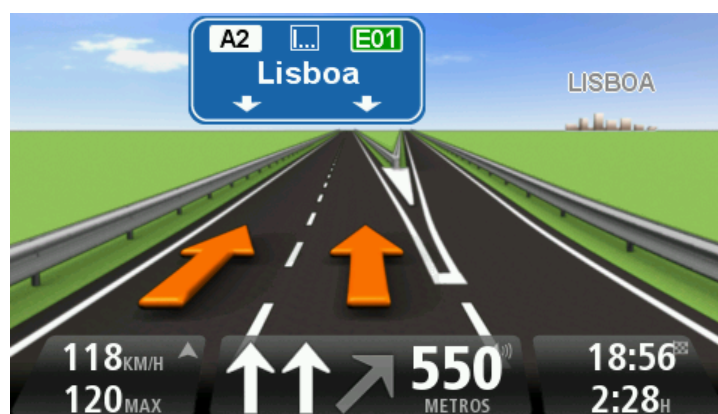 A2 I... E01
Lisboa
LISBOA
118KM/H
120MAX
550
METROS
18:56
2:28H